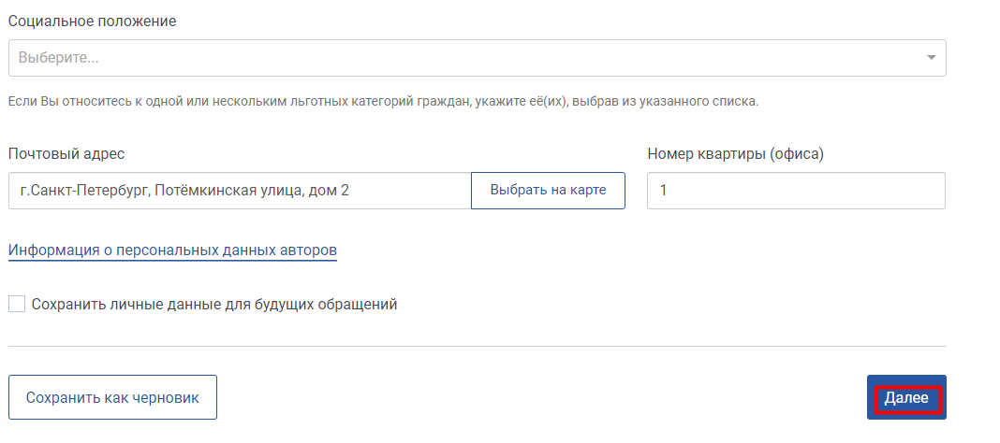 Социальное положение
Выберите...
Если Вы относитесь к одной или нескольким льготных категорий граждан, укажите её(их), выбрав из указанного списка.
Почтовый адрес
Номер квартиры (офиса)
г.Санкт-Петербург, Потёмкинская улица, дом 2
Выбрать на карте
1
Информация о персональных данных авторов
Сохранить личные данные для будущих обращений
Сохранить как черновик
Далее